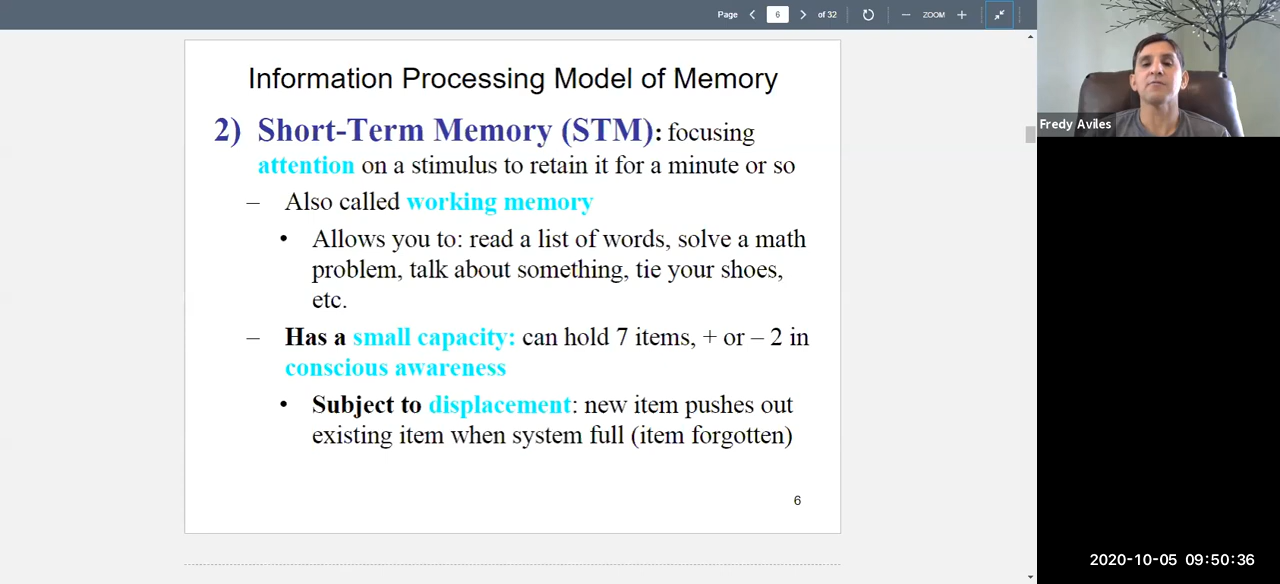 Page 6 of 32 ZOOM
Information Processing Model of Memory
2) Short-Term Memory (STM): focusing
attention on a stimulus to retain it for a minute or so
– Also called working memory
• Allows you to: read a list of words, solve a math
problem, talk about something, tie your shoes,
etc.
– Has a small capacity: can hold 7 items, + or – 2 in
conscious awareness
• Subject to displacement: new item pushes out
existing item when system full (item forgotten)
6
Fredy Aviles
2020-10-05 09:50:36